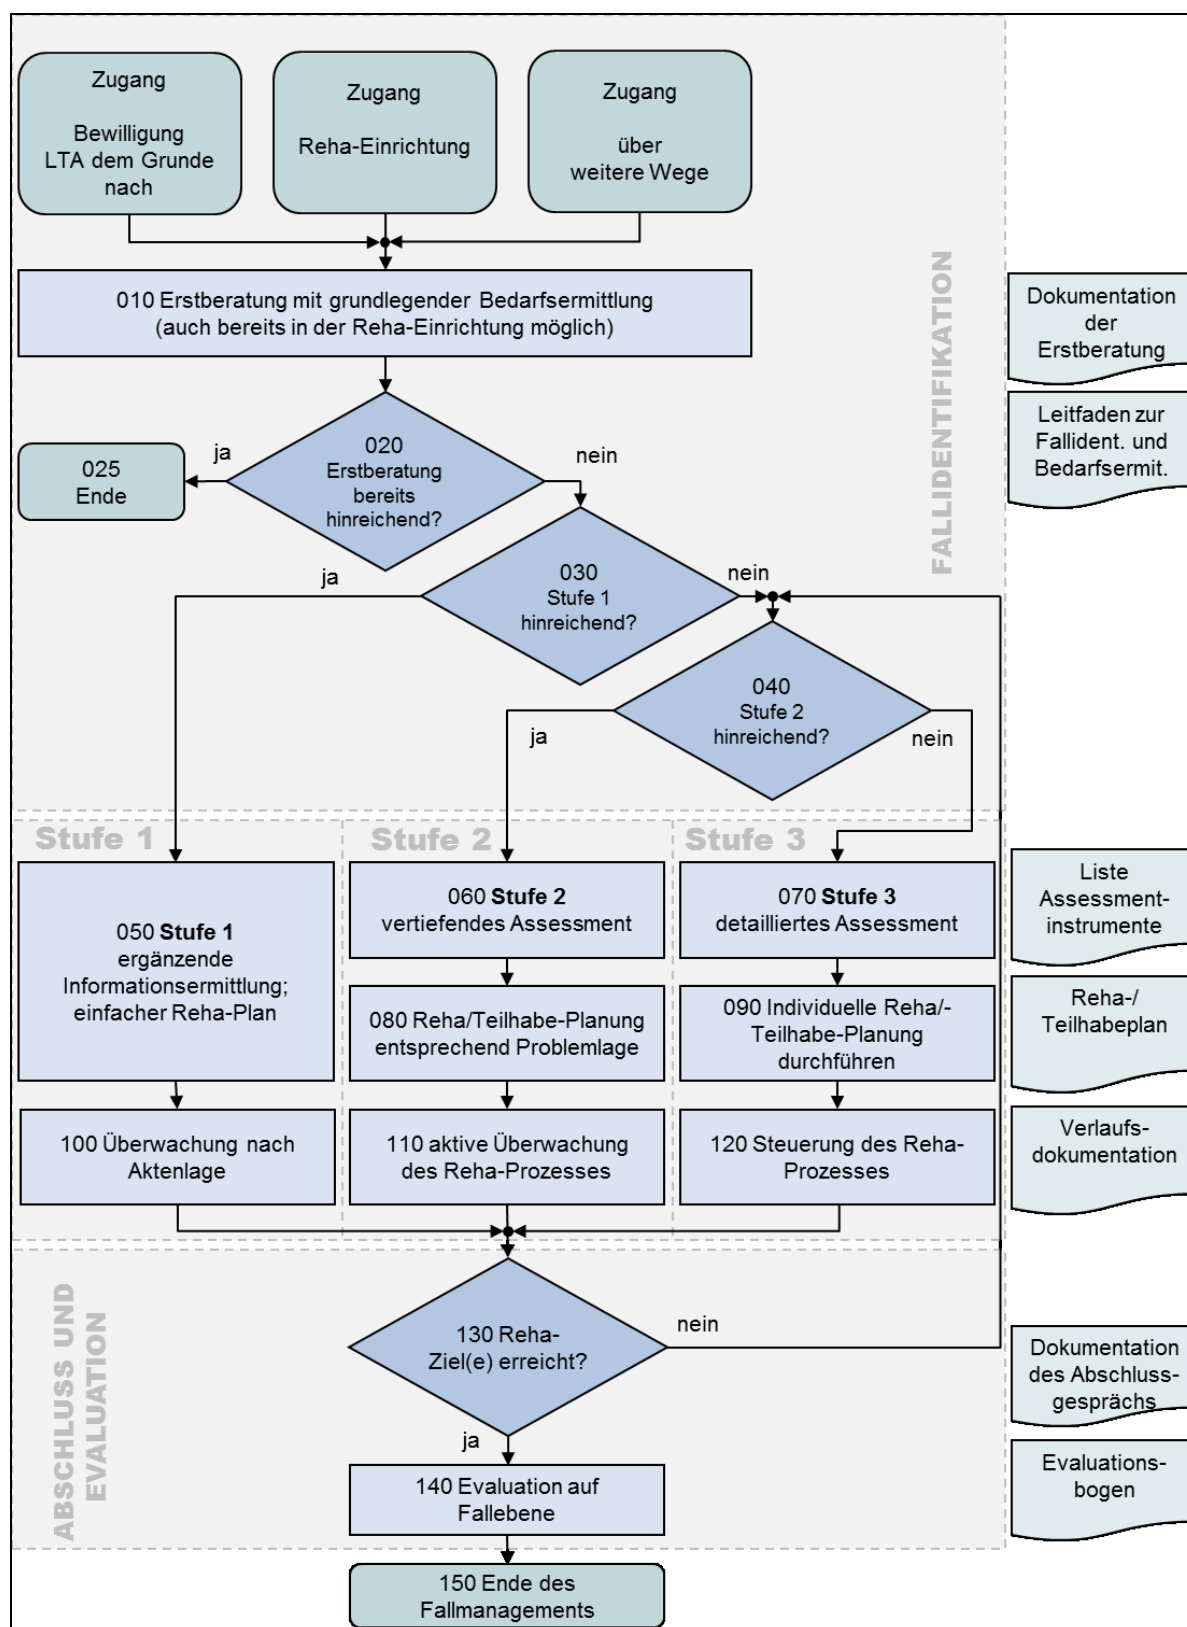 Zugang
Bewilligung
LTA dem Grunde
nach
Zugang
Reha-Einrichtung
Zugang
über
weitere Wege
010 Erstberatung mit grundlegender Bedarfsermittlung
(auch bereits in der Reha-Einrichtung möglich)
FALLIDENTIFIKATION
Dokumentation
der
Erstberatung
Leitfaden zur
Fallident. und
Bedarfsermit.
020
Erstberatung
bereits
hinreichend?
ja
nein
025
Ende
030
Stufe 1
hinreichend?
ja
nein
040
Stufe 2
hinreichend?
ja
nein
Stufe 1
Stufe 2
Stufe 3
050 Stufe 1
ergänzende
Informationsermittlung;
einfacher Reha-Plan
060 Stufe 2
vertiefendes Assessment
070 Stufe 3
detailliertes Assessment
Liste
Assessment-
instrumente
080 Reha/Teilhabe-Planung
entsprechend Problemlage
090 Individuelle Reha/-
Teilhabe-Planung
durchführen
Reha-/
Teilhabeplan
100 Überwachung nach
Aktenlage
110 aktive Überwachung
des Reha-Prozesses
120 Steuerung des Reha-
Prozesses
Verlaufs-
dokumentation
ABSCHLUSS UND
EVALUATION
130 Reha-
Ziel(e) erreicht?
nein
ja
Dokumentation
des Abschluss-
gesprächs
140 Evaluation auf
Fallebene
Evaluations-
bogen
150 Ende des
Fallmanagements